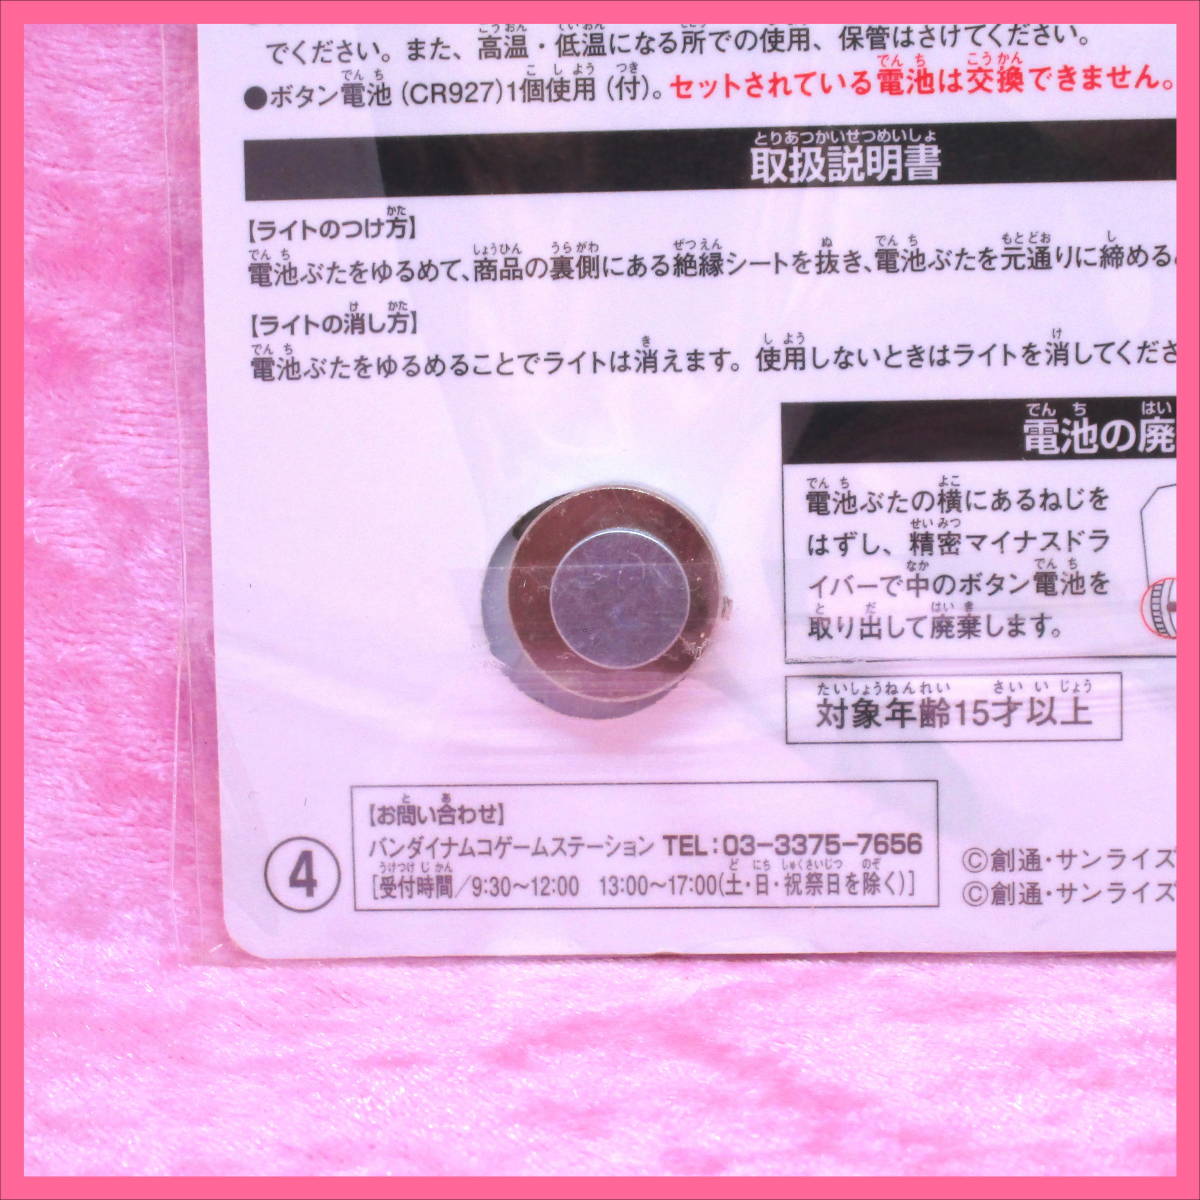 でください。また、高温・低温になる所での使用、保管はさけてください。
●ボタン電池(CR927)1個使用(付)。セットされている電池は交換できません。
取扱説明書
【ライトのつけ方】
電池ぶたをゆるめて、商品の裏側にある絶縁シートを抜き、電池ぶたを元通りに締める
【ライトの消し方】
電池ぶたをゆるめることでライトは消えます。使用しないときはライトを消してくださ
電池の廃
電池ぶたの横にあるねじを
はずし、精密マイナスドラ
イバーで中のボタン電池を
取り出して廃棄します。
対象年齢15才以上
【お問い合わせ】
バンダイナムコゲームステーション TEL:03-3375-7656
[受付時間/9:30～12:00 13:00～17:00(土・日・祝祭日を除く)]
④
©創通・サンライズ
©創通・サンライズ